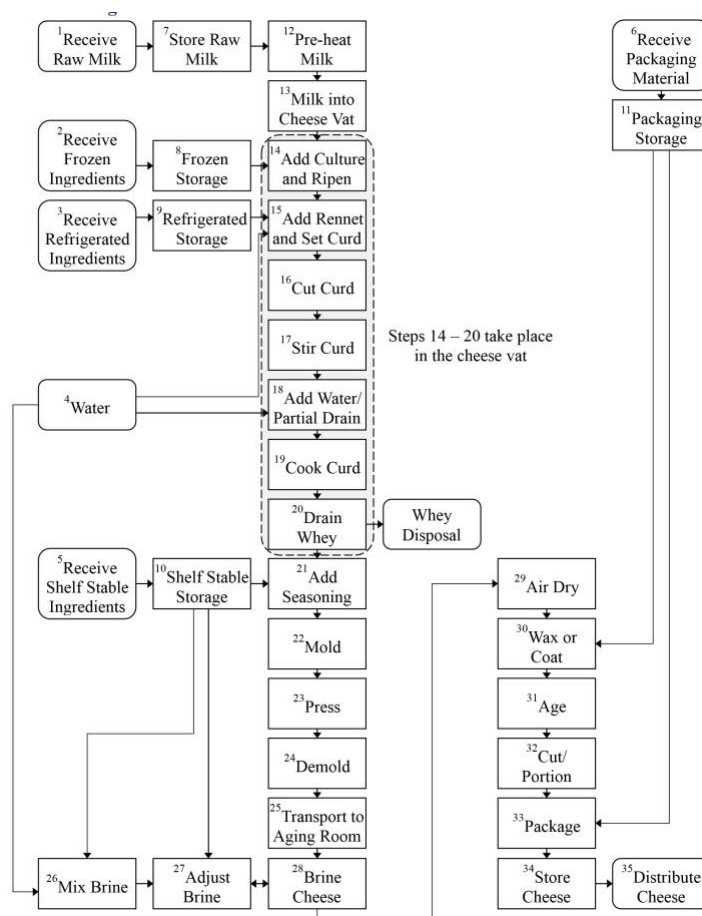 1Receive
Raw Milk
7Store Raw
Milk
12Pre-heat
Milk
6Receive
Packaging
Material
13Milk into
Cheese Vat
11Packaging
Storage
2Receive
Frozen
Ingredients
8Frozen
Storage
14Add Culture
and Ripen
3Receive
Refrigerated
Ingredients
9Refrigerated
Storage
15Add Rennet
and Set Curd
16Cut Curd
17Stir Curd
Steps 14 – 20 take place
in the cheese vat
4Water
18Add Water/
Partial Drain
19Cook Curd
20Drain
Whey
Whey
Disposal
5Receive
Shelf Stable
Ingredients
10Shelf Stable
Storage
21Add
Seasoning
29Air Dry
22Mold
30Wax or
Coat
23Press
31Age
24Demold
32Cut/
Portion
25Transport to
Aging Room
33Package
26Mix Brine
27Adjust
Brine
28Brine
Cheese
34Store
Cheese
35Distribute
Cheese